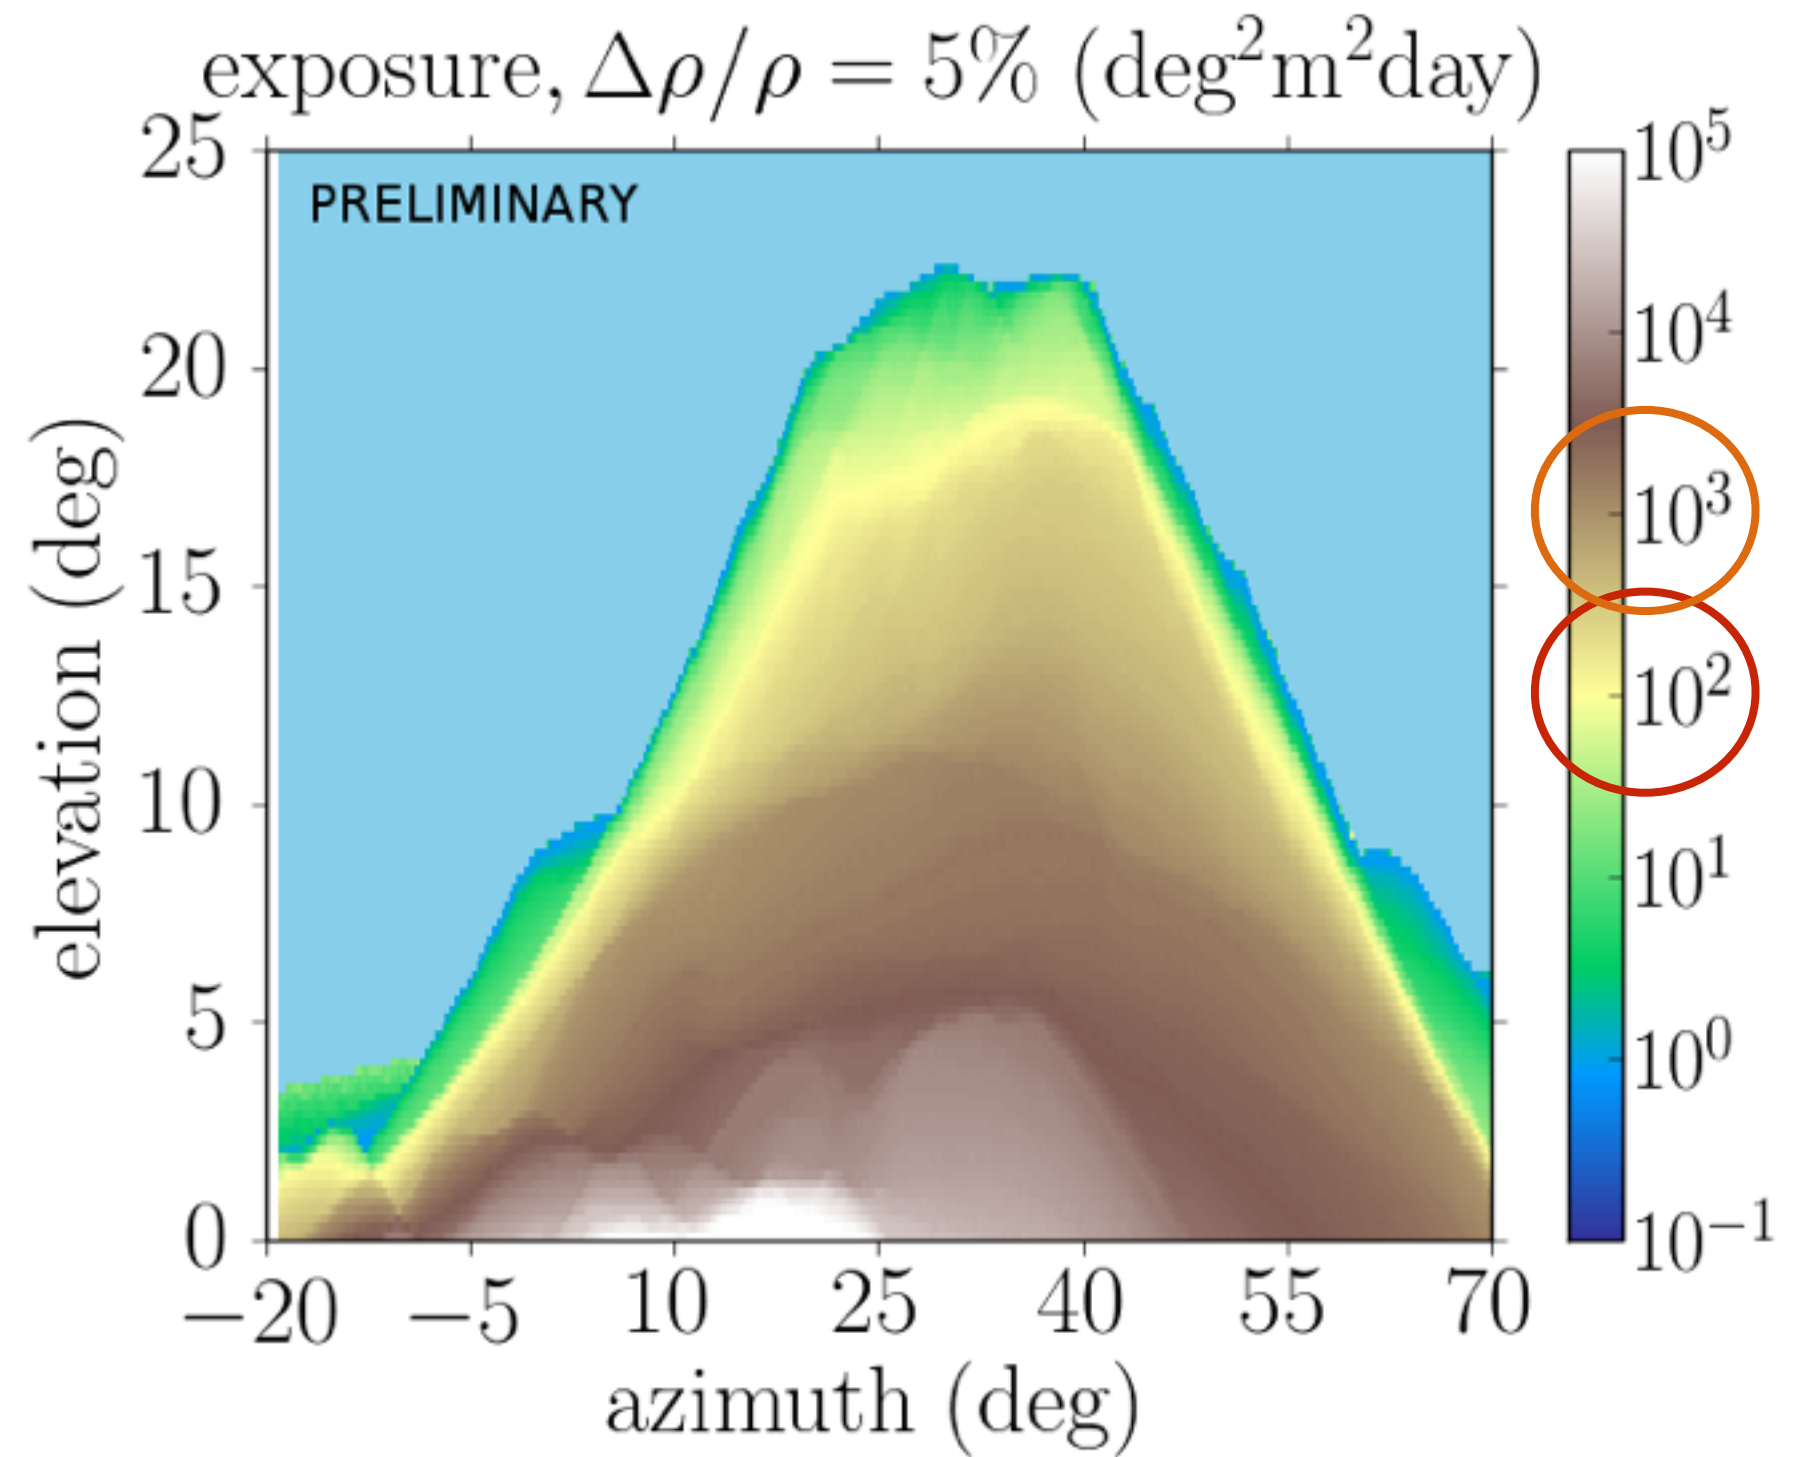 exposure, Δρ/ρ = 5% (deg²m²day)
PRELIMINARY
25
20
15
10
5
0
elevation (deg)
−20 −5 10 25 40 55 70
azimuth (deg)
10⁵
10⁴
10³
10²
10¹
10⁰
10⁻¹